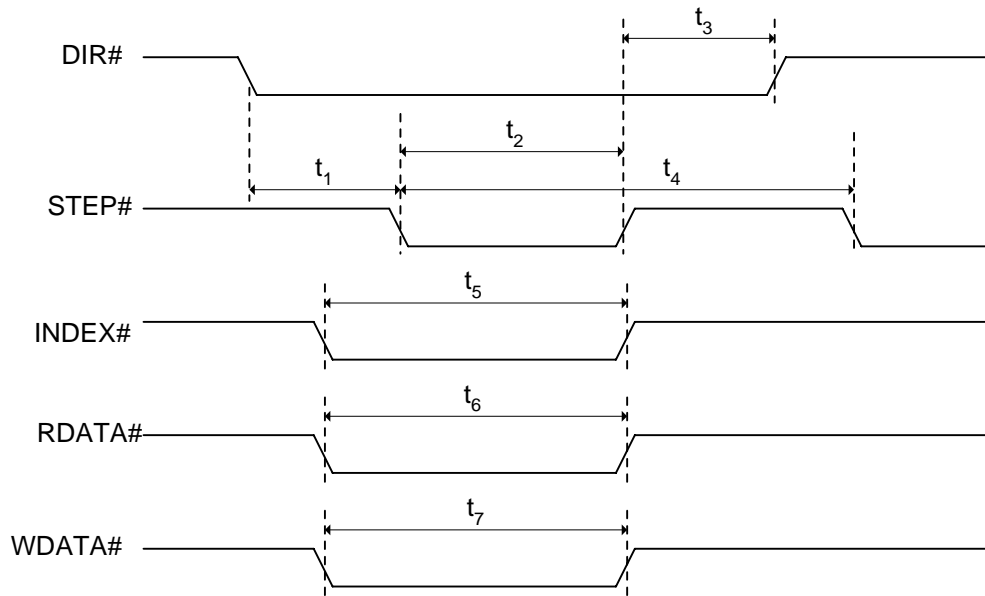 t3
DIR#
t2
t1
t4
STEP#
t5
INDEX#
t6
RDATA#
t7
WDATA#